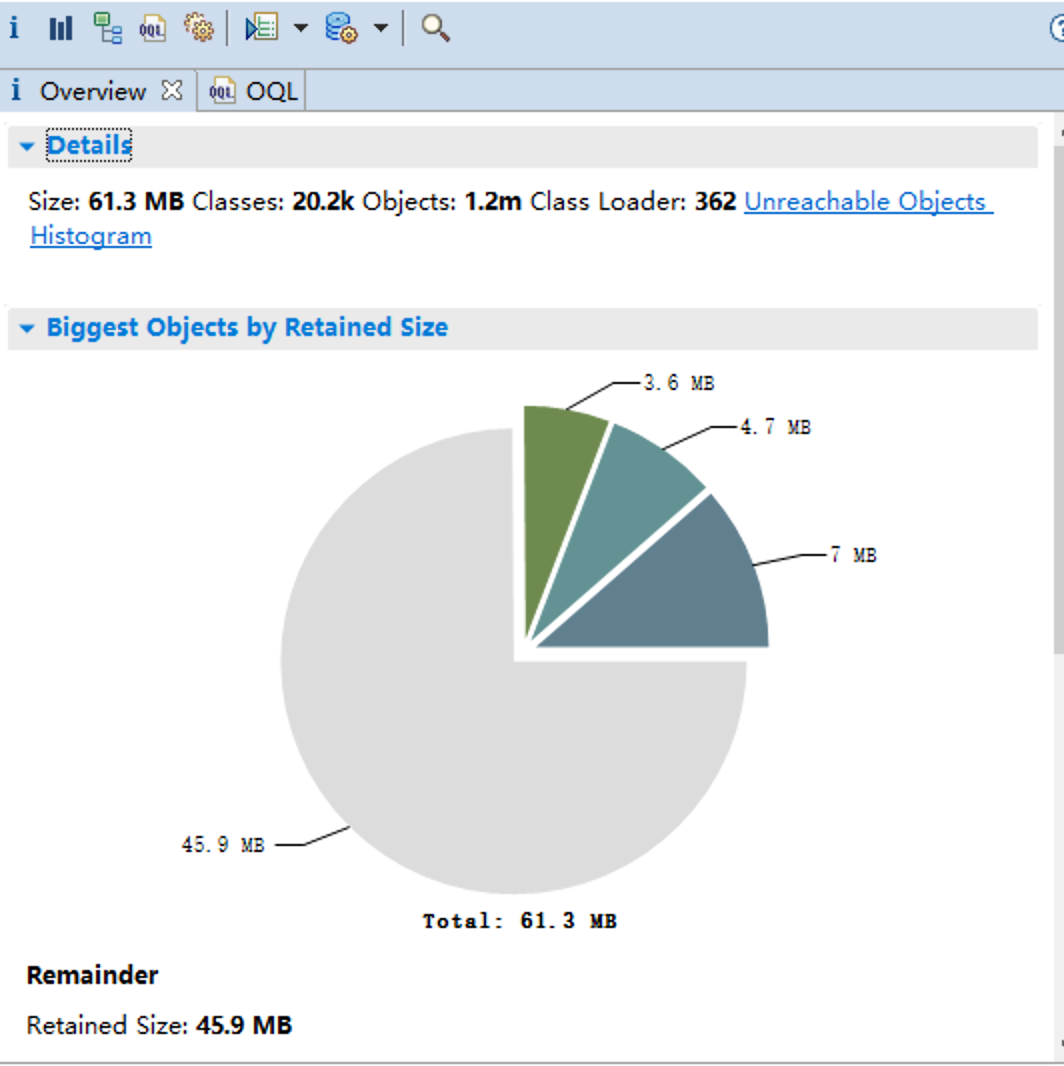 i OQL
i Overview OQL OQL
Details
Size: 61.3 MB Classes: 20.2k Objects: 1.2m Class Loader: 362 Unreachable Objects
Histogram
Biggest Objects by Retained Size
3.6 MB
4.7 MB
7 MB
45.9 MB
Total: 61.3 MB
Remainder
Retained Size: 45.9 MB